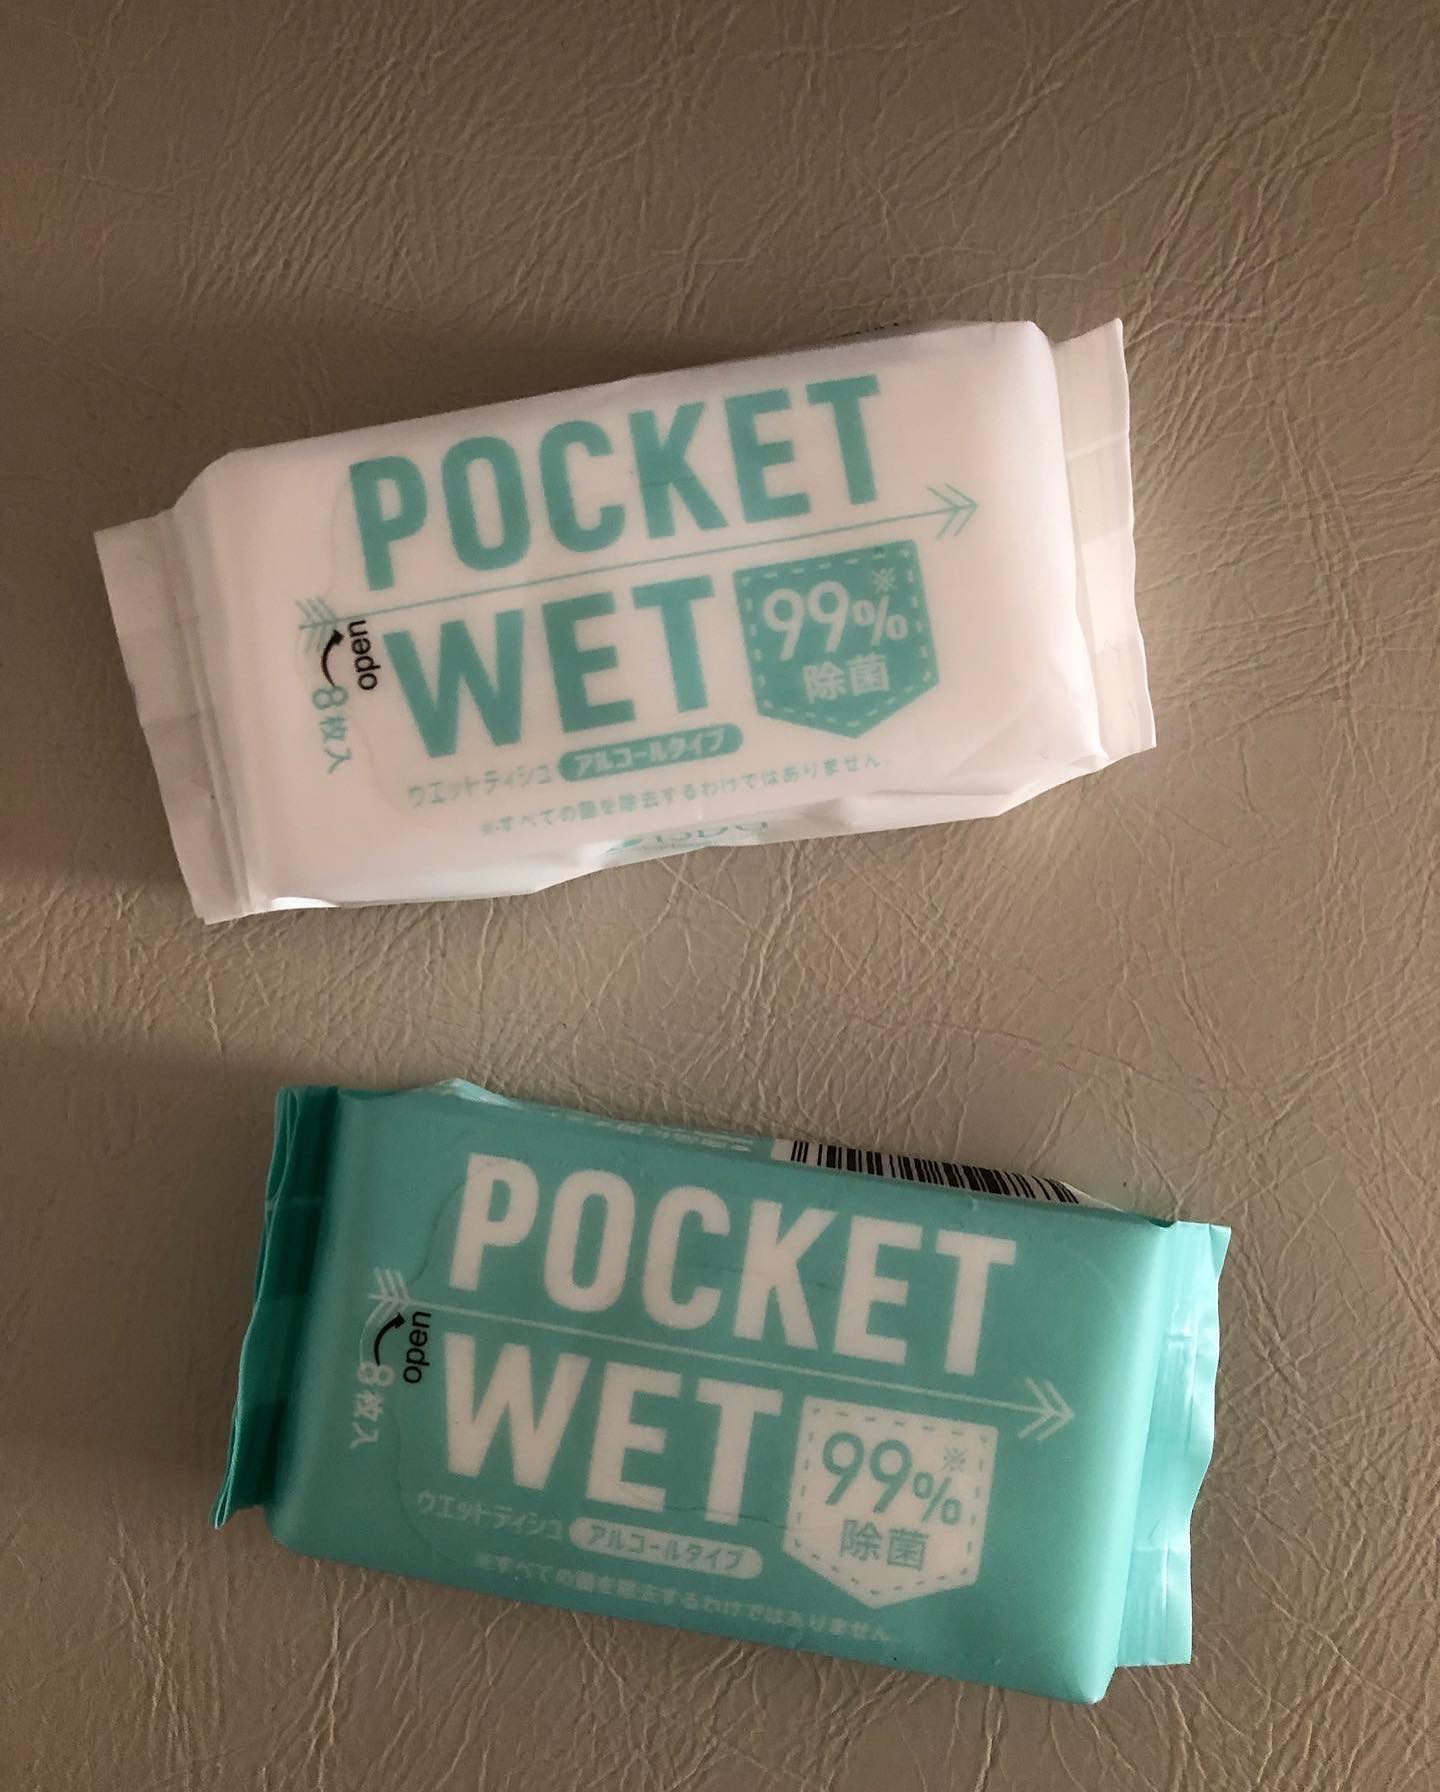 POCKET
WET
99%※
除菌
open
8枚入
ウエットティシュ アルコールタイプ
※すべての菌を除去するわけではありません。
POCKET
WET
99%※
除菌
open
8枚入
ウエットティシュ アルコールタイプ
※すべての菌を除去するわけではありません。